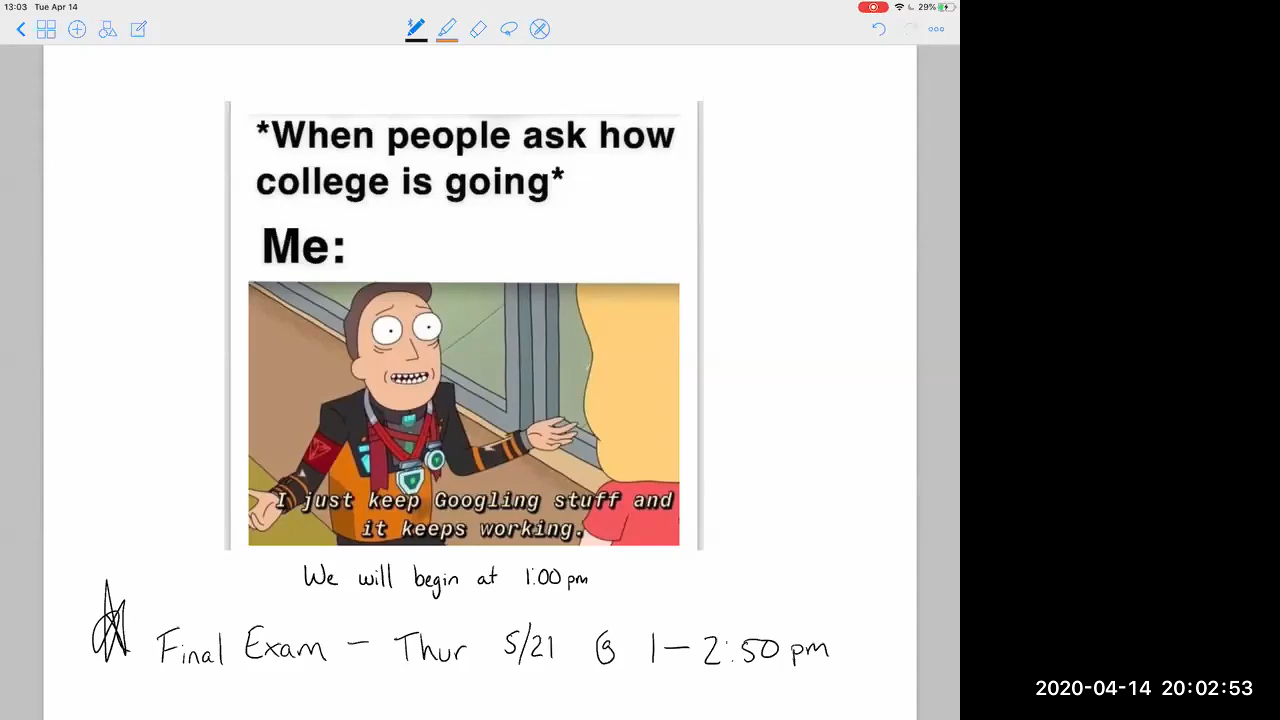 13:03 Tue Apr 14
29%
*When people ask how
college is going*
Me:
I just keep Googling stuff and
it keeps working.
We will begin at 1:00 pm
Final Exam - Thur 5/21 @ 1-2:50 pm
2020-04-14 20:02:53